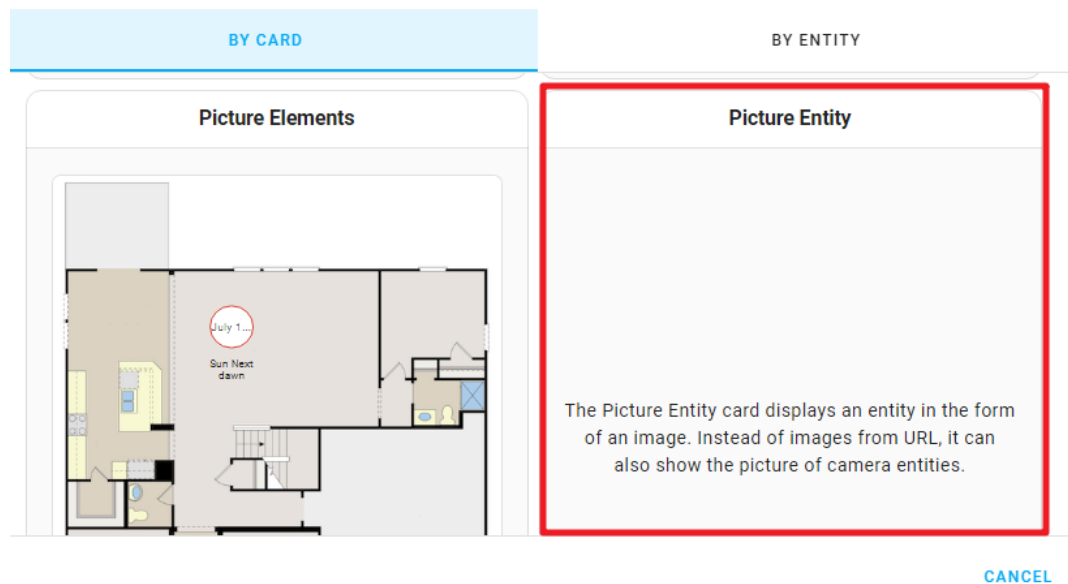 BY CARD
BY ENTITY
Picture Elements
July 1...
Sun Next
dawn
Picture Entity
The Picture Entity card displays an entity in the form
of an image. Instead of images from URL, it can
also show the picture of camera entities.
CANCEL